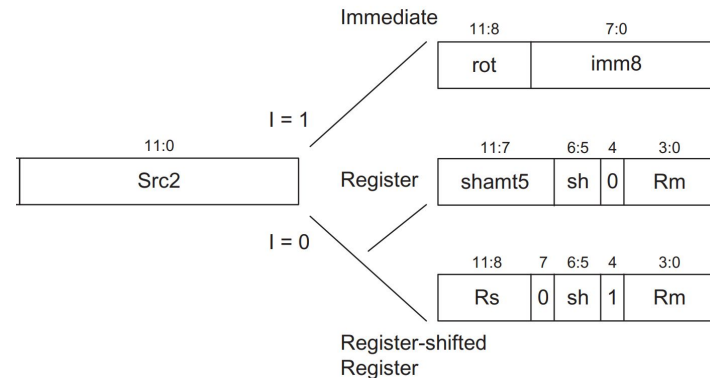 Immediate
11:8 7:0
rot imm8
I = 1
11:0
Src2
Register
11:7 6:5 4 3:0
shamt5 sh 0 Rm
I = 0
11:8 7 6:5 4 3:0
Rs 0 sh 1 Rm
Register-shifted
Register